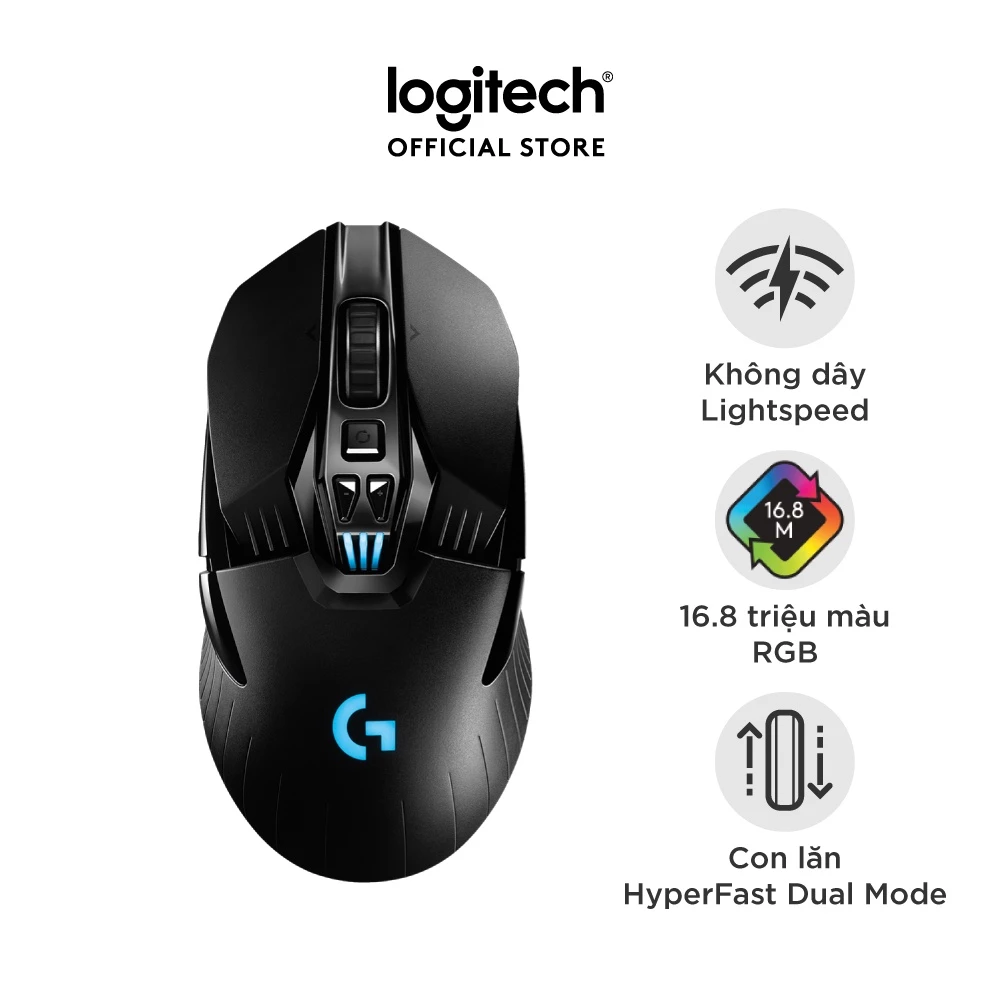 logitech®
OFFICIAL STORE
Không dây
Lightspeed
16.8
M
16.8 triệu màu
RGB
Con lăn
HyperFast Dual Mode
G